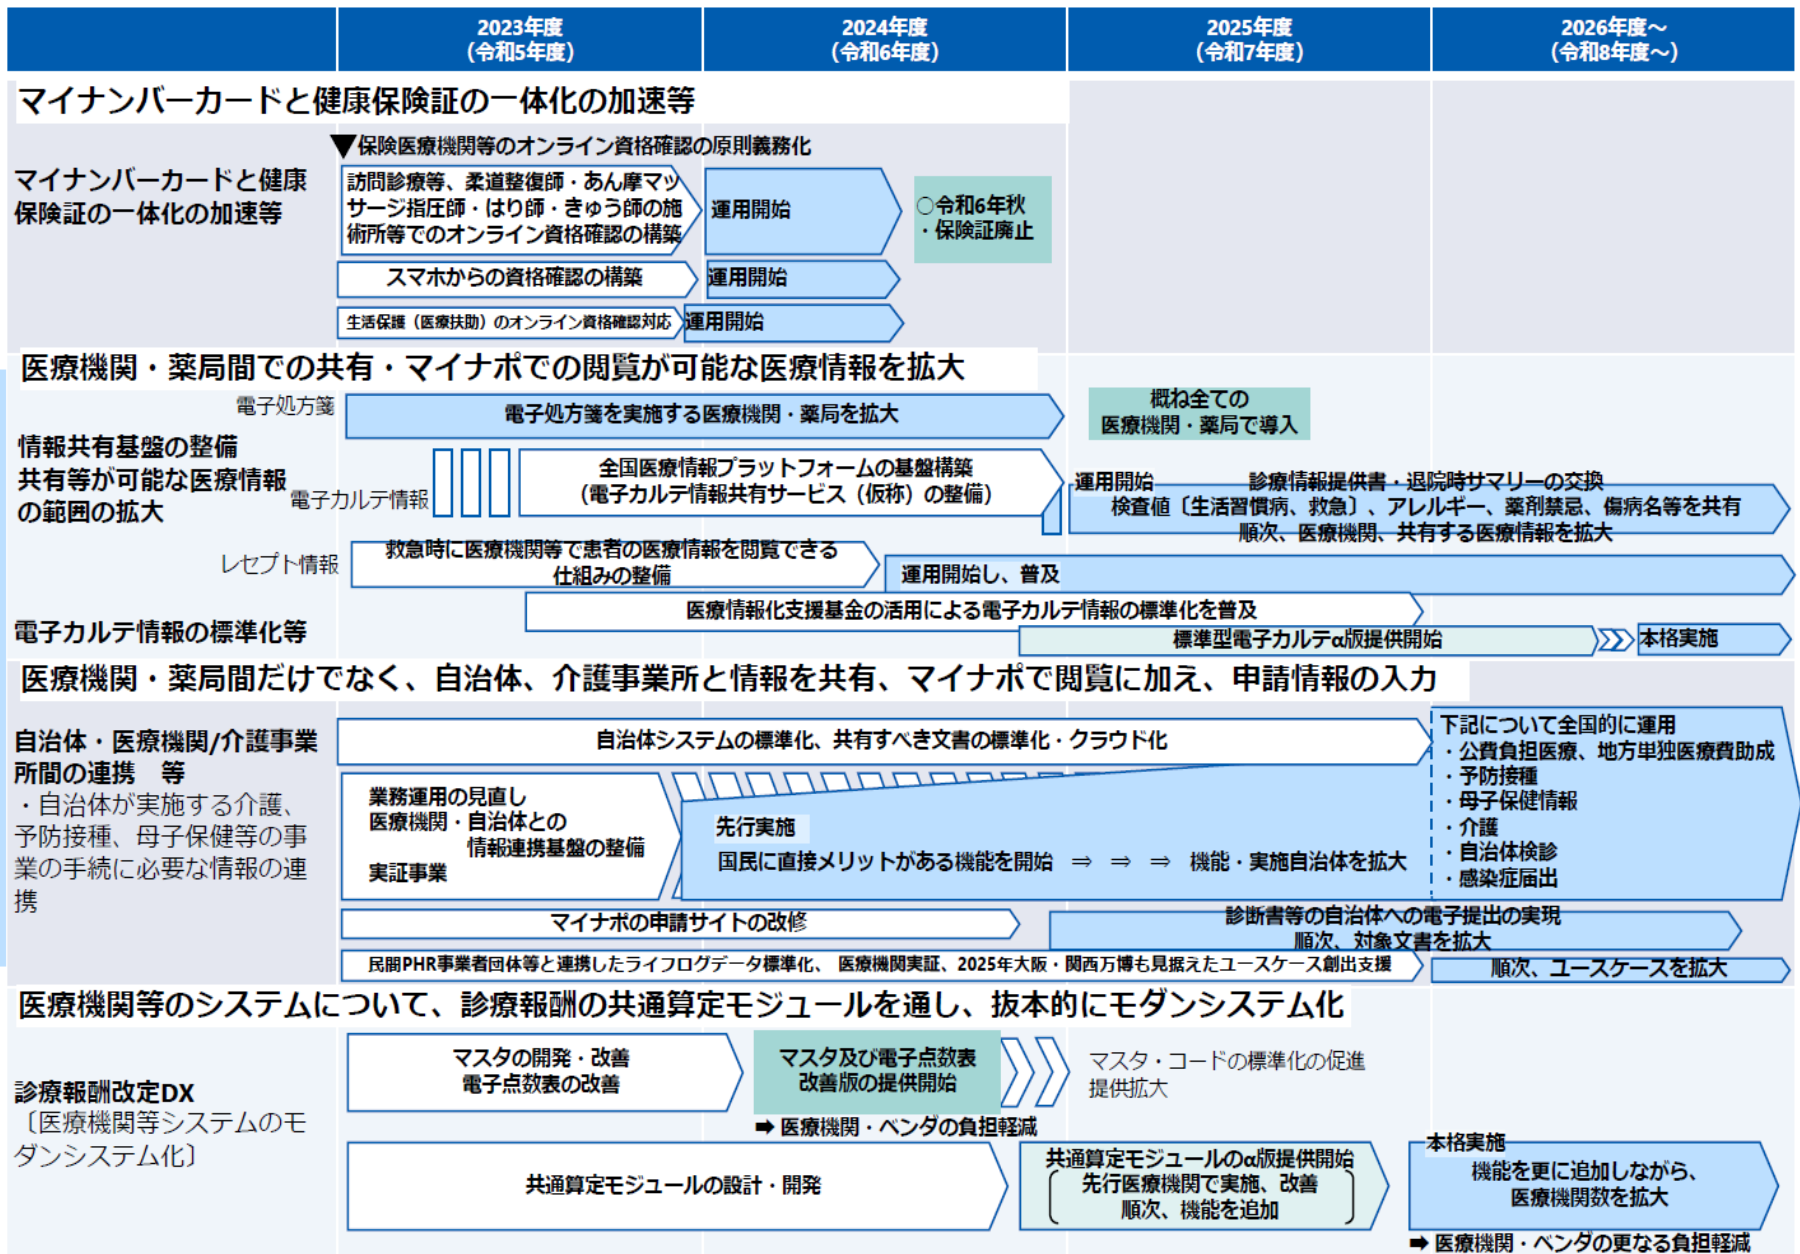 2023年度
(令和5年度)
2024年度
(令和6年度)
2025年度
(令和7年度)
2026年度～
(令和8年度～)
マイナンバーカードと健康保険証の一体化の加速等
マイナンバーカードと健康
保険証の一体化の加速等
▼保険医療機関等のオンライン資格確認の原則義務化
訪問診療等、柔道整復師・あん摩マッ
サージ指圧師・はり師・きゅう師の施
術所等でのオンライン資格確認の構築
運用開始
○令和6年秋
・保険証廃止
スマホからの資格確認の構築
運用開始
生活保護（医療扶助）のオンライン資格確認対応
運用開始
医療機関・薬局間での共有・マイナポでの閲覧が可能な医療情報を拡大
電子処方箋
電子処方箋を実施する医療機関・薬局を拡大
概ね全ての
医療機関・薬局で導入
情報共有基盤の整備
共有等が可能な医療情報
の範囲の拡大
電子カルテ情報
全国医療情報プラットフォームの基盤構築
（電子カルテ情報共有サービス（仮称）の整備）
運用開始
診療情報提供書・退院時サマリーの交換
検査値〔生活習慣病、救急〕、アレルギー、薬剤禁忌、傷病名等を共有
順次、医療機関、共有する医療情報を拡大
レセプト情報
救急時に医療機関等で患者の医療情報を閲覧できる
仕組みの整備
運用開始し、普及
電子カルテ情報の標準化等
医療情報化支援基金の活用による電子カルテ情報の標準化を普及
標準型電子カルテα版提供開始
本格実施
医療機関・薬局間だけでなく、自治体、介護事業所と情報を共有、マイナポで閲覧に加え、申請情報の入力
自治体・医療機関/介護事業
所間の連携　等
・自治体が実施する介護、
予防接種、母子保健等の事
業の手続に必要な情報の連
携
自治体システムの標準化、共有すべき文書の標準化・クラウド化
業務運用の見直し
医療機関・自治体との
情報連携基盤の整備
実証事業
先行実施
国民に直接メリットがある機能を開始　⇒　⇒　⇒　機能・実施自治体を拡大
下記について全国的に運用
・公費負担医療、地方単独医療費助成
・予防接種
・母子保健情報
・介護
・自治体検診
・感染症届出
マイナポの申請サイトの改修
診断書等の自治体への電子提出の実現
順次、対象文書を拡大
民間PHR事業者団体等と連携したライフログデータ標準化、 医療機関実証、2025年大阪・関西万博も見据えたユースケース創出支援
順次、ユースケースを拡大
医療機関等のシステムについて、診療報酬の共通算定モジュールを通し、抜本的にモダンシステム化
診療報酬改定DX
〔医療機関等システムのモ
ダンシステム化〕
マスタの開発・改善
電子点数表の改善
マスタ及び電子点数表
改善版の提供開始
マスタ・コードの標準化の促進
提供拡大
➡ 医療機関・ベンダの負担軽減
共通算定モジュールの設計・開発
共通算定モジュールのα版提供開始
先行医療機関で実施、改善
順次、機能を追加
本格実施
機能を更に追加しながら、
医療機関数を拡大
➡ 医療機関・ベンダの更なる負担軽減